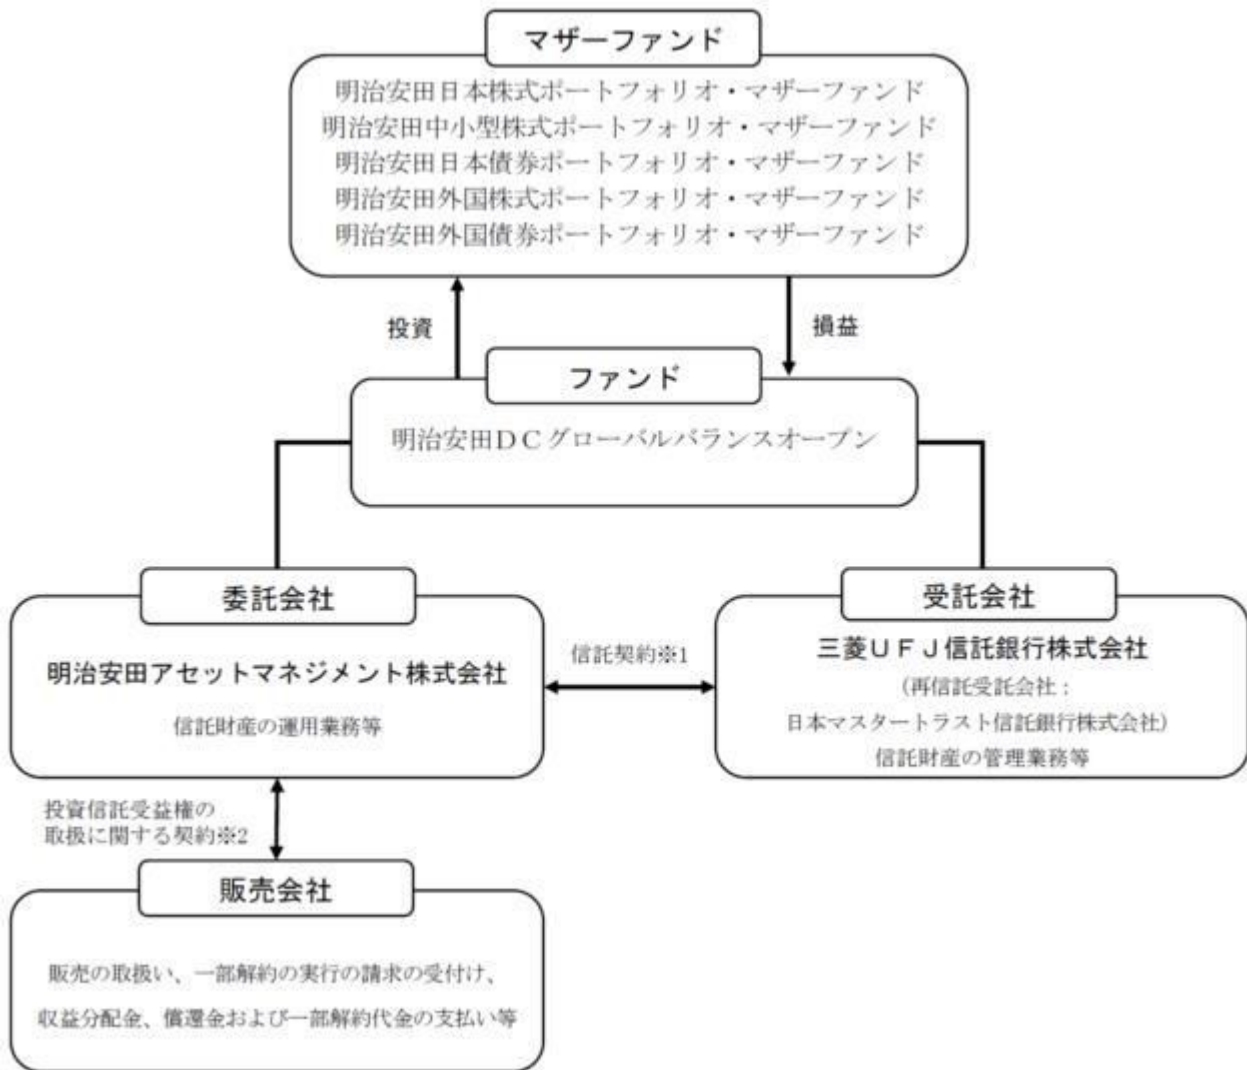 マザーファンド
明治安田日本株式ポートフォリオ・マザーファンド
明治安田中小型株式ポートフォリオ・マザーファンド
明治安田日本債券ポートフォリオ・マザーファンド
明治安田外国株式ポートフォリオ・マザーファンド
明治安田外国債券ポートフォリオ・マザーファンド
投資
損益
ファンド
明治安田DCグローバルバランスオープン
委託会社
明治安田アセットマネジメント株式会社
信託財産の運用業務等
信託契約※1
受託会社
三菱UFJ信託銀行株式会社
(再信託受託会社:
日本マスタートラスト信託銀行株式会社)
信託財産の管理業務等
投資信託受益権の
取扱に関する契約※2
販売会社
販売の取扱い、一部解約の実行の請求の受付け、
収益分配金、償還金および一部解約代金の支払い等